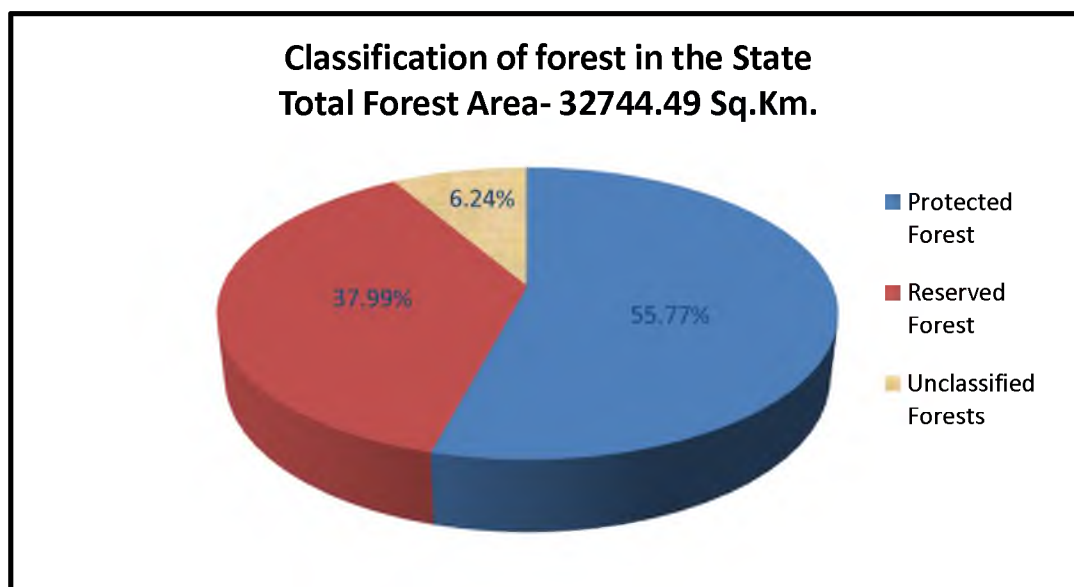 Classification of forest in the State
Total Forest Area- 32744.49 Sq.Km.
6.24%
37.99%
55.77%
Protected
Forest
Reserved
Forest
Unclassified
Forests